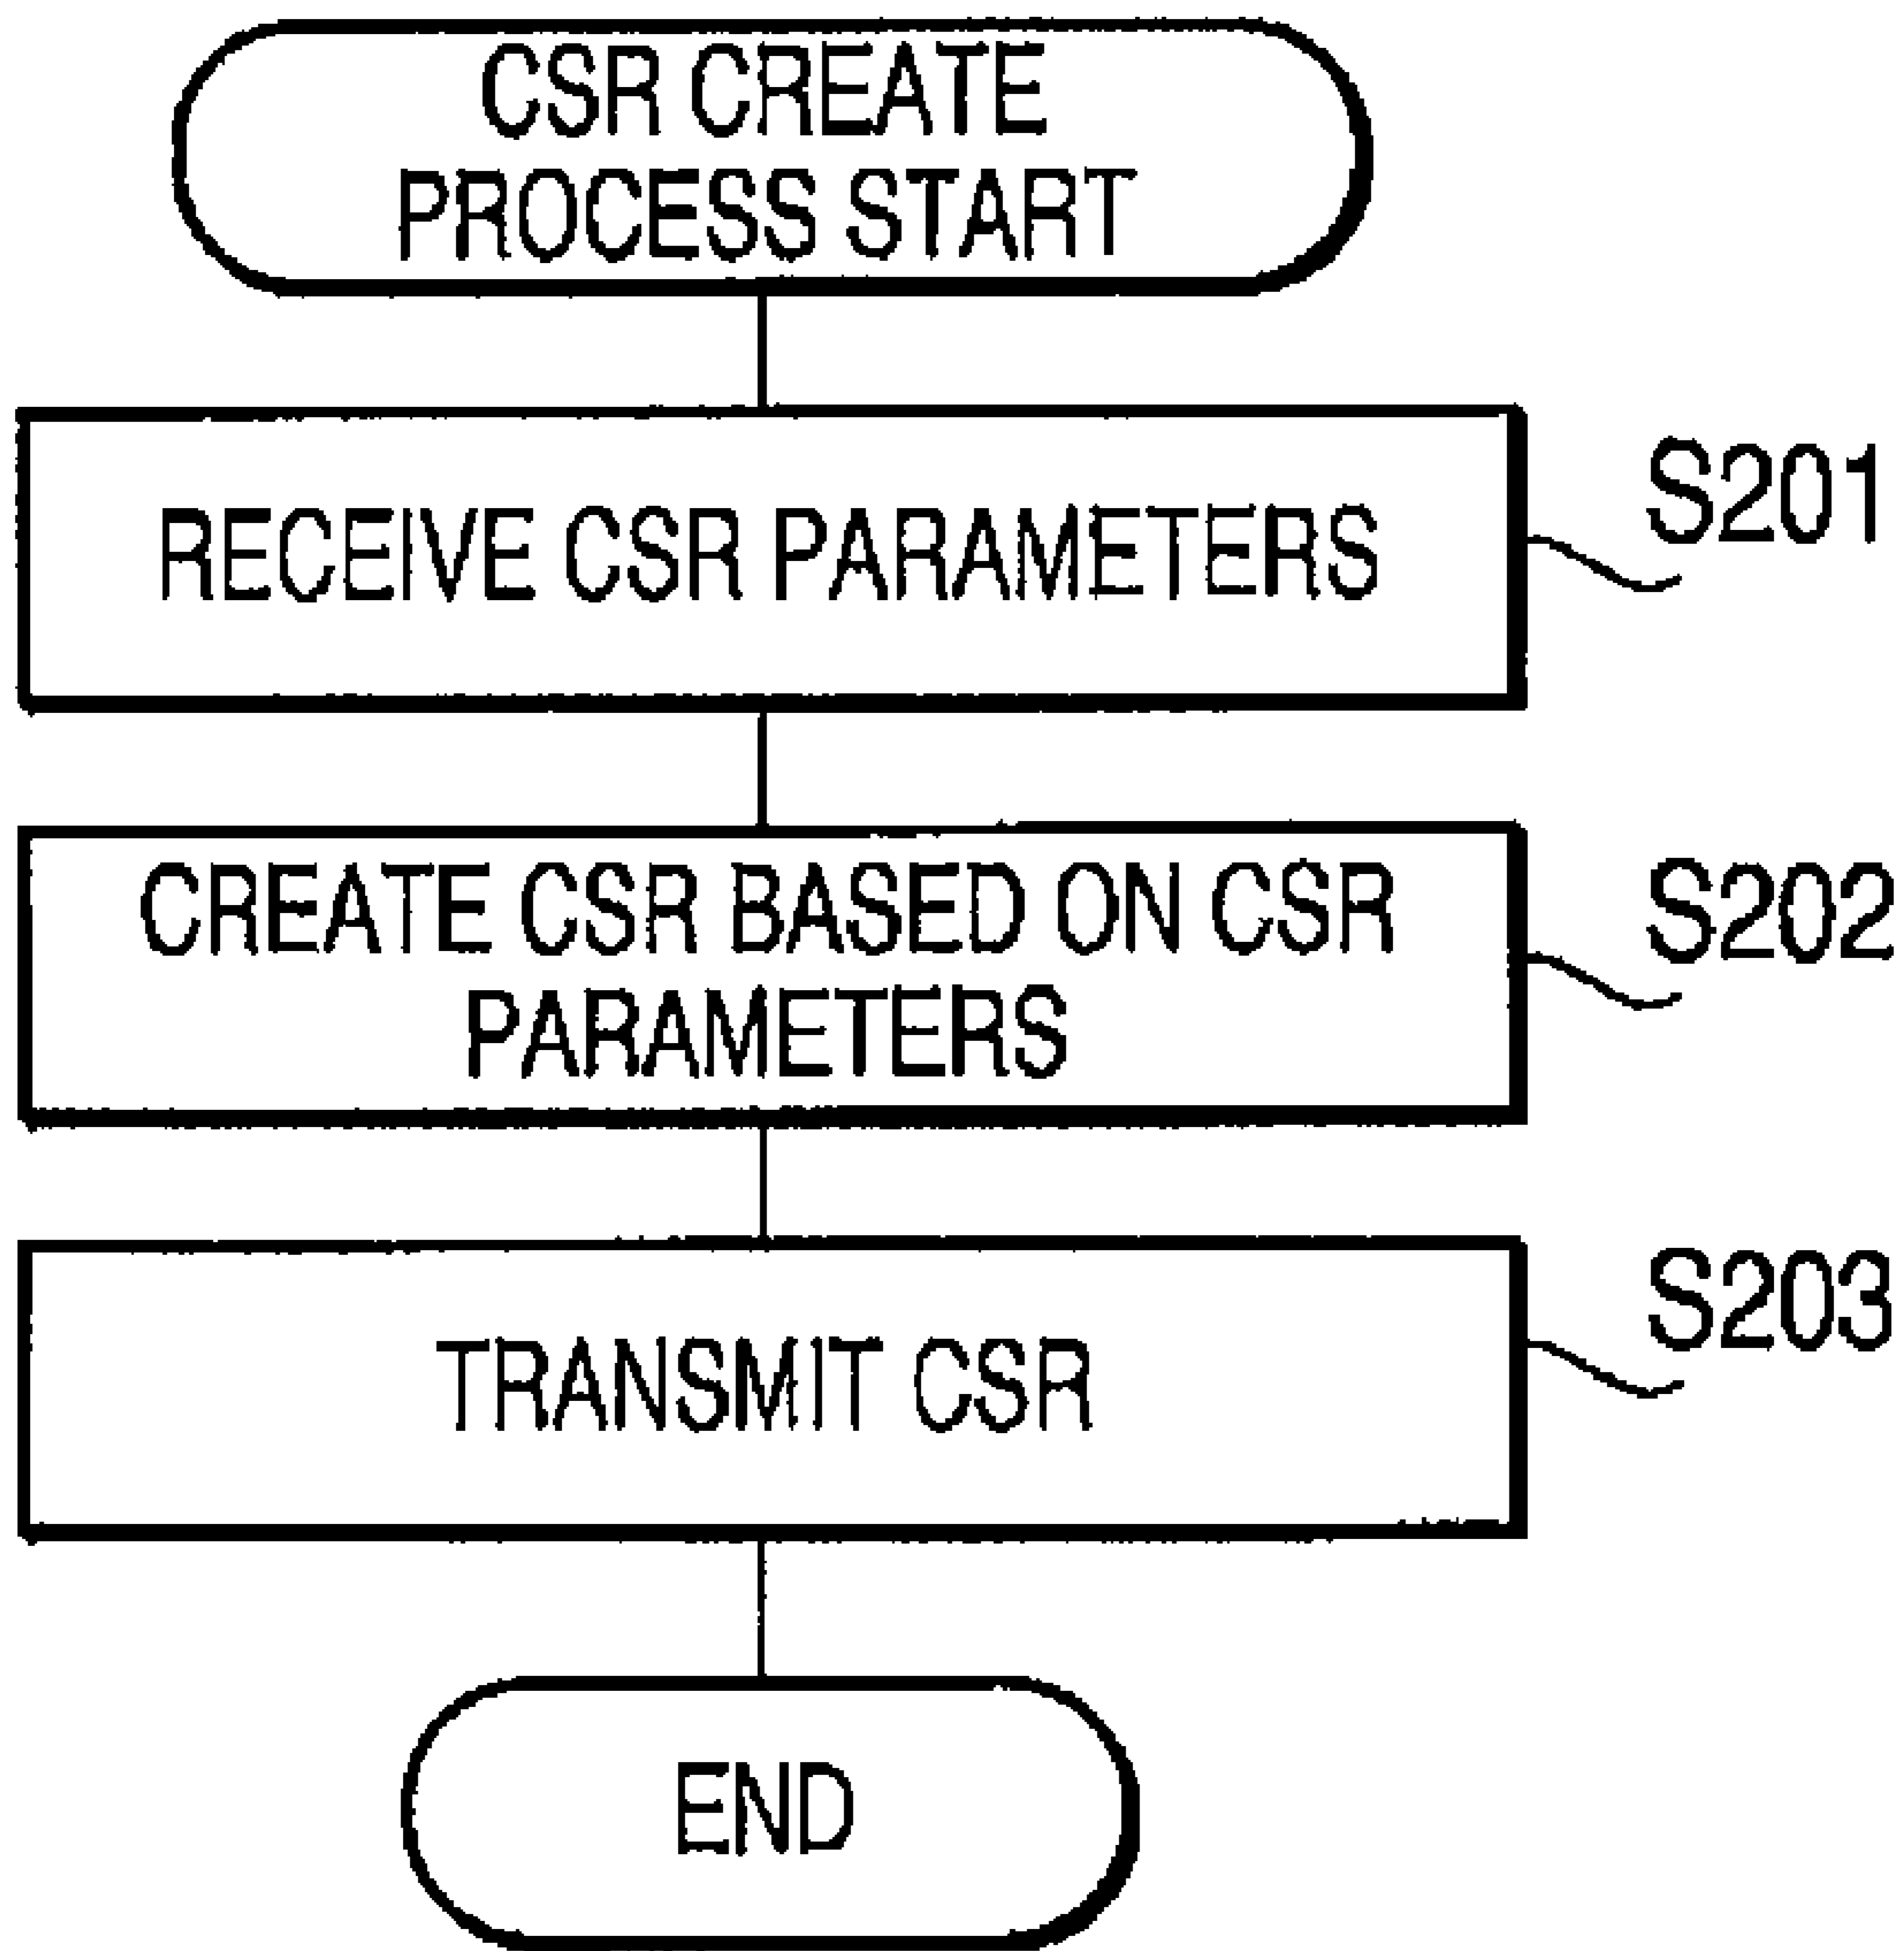 CSR CREATE
PROCESS START
RECEIVE CSR PARAMETERS
S201
CREATE CSR BASED ON CSR
PARAMETERS
S202
TRANSMIT CSR
S203
END